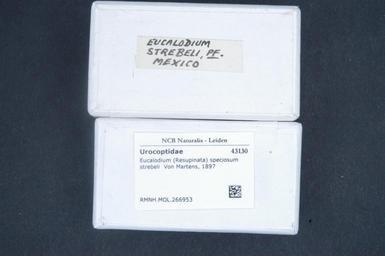 EUCALODIUM
STREBELI, PF.
MEXICO
NCB Naturalis - Leiden
Urocoptidae 43130
Eucalodium (Resupinata) speciosum
strebeli Von Martens, 1897
RMNH.MOL.266953